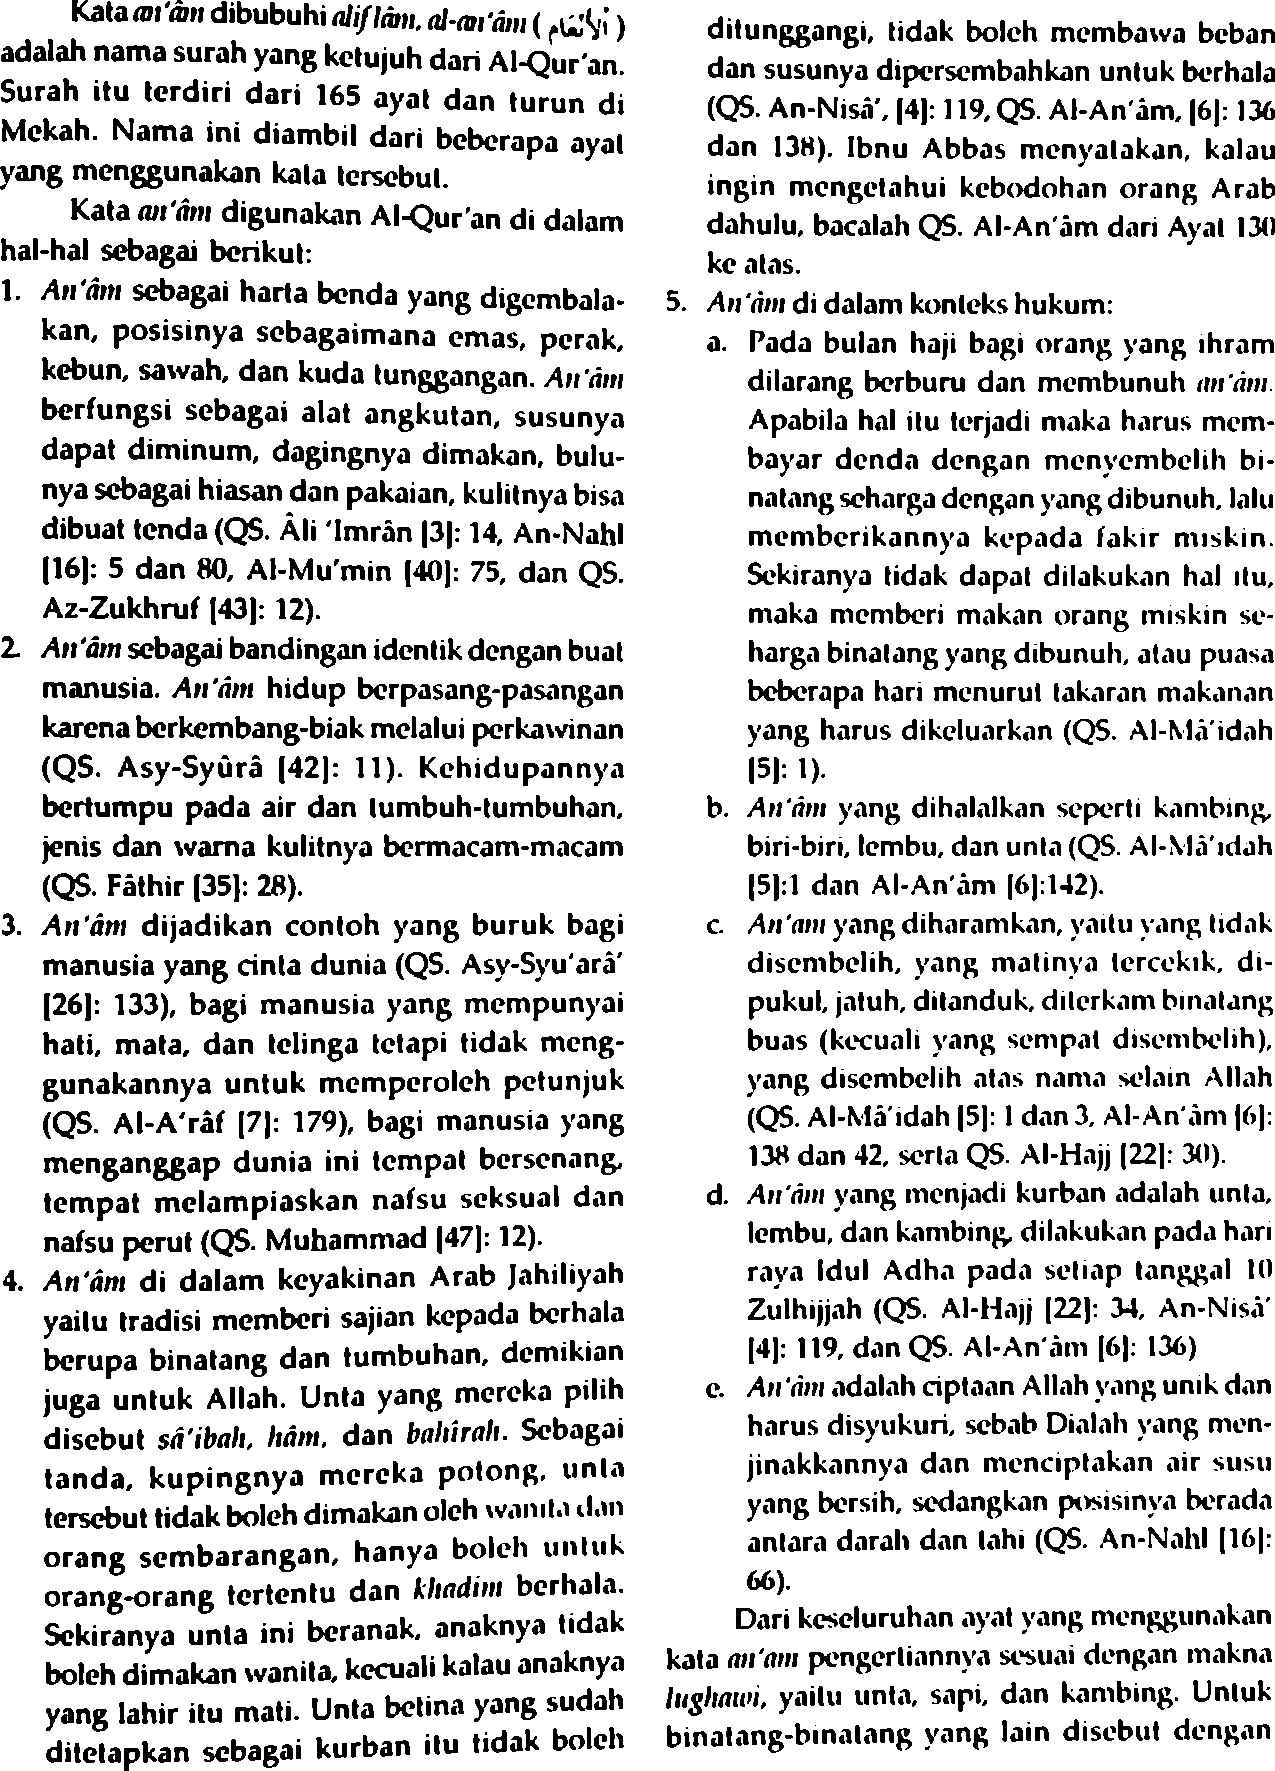 Kata an'âm dibubuhi alif lâm, al-an'âm (الأنعام)
adalah nama surah yang ketujuh dari Al-Qur'an.
Surah itu terdiri dari 165 ayat dan turun di
Mekah. Nama ini diambil dari beberapa ayat
yang menggunakan kata tersebut.
Kata an'âm digunakan Al-Qur'an di dalam
hal-hal sebagai berikut:
1. An'âm sebagai harta benda yang digembala-
kan, posisinya sebagaimana emas, perak,
kebun, sawah, dan kuda tunggangan. An'âm
berfungsi sebagai alat angkutan, susunya
dapat diminum, dagingnya dimakan, bulu-
nya sebagai hiasan dan pakaian, kulitnya bisa
dibuat tenda (QS. Âli 'Imrân [3]: 14, An-Nahl
[16]: 5 dan 80, Al-Mu'min [40]: 75, dan QS.
Az-Zukhruf [43]: 12).
2. An'âm sebagai bandingan identik dengan buat
manusia. An'âm hidup berpasang-pasangan
karena berkembang-biak melalui perkawinan
(QS. Asy-Syûrâ [42]: 11). Kehidupannya
bertumpu pada air dan tumbuh-tumbuhan,
jenis dan warna kulitnya bermacam-macam
(QS. Fâthir [35]: 28).
3. An'âm dijadikan contoh yang buruk bagi
manusia yang cinta dunia (QS. Asy-Syu'arâ'
[26]: 133), bagi manusia yang mempunyai
hati, mata, dan telinga tetapi tidak meng-
gunakannya untuk memperoleh petunjuk
(QS. Al-A'râf [7]: 179), bagi manusia yang
menganggap dunia ini tempat bersenang,
tempat melampiaskan nafsu seksual dan
nafsu perut (QS. Muhammad [47]: 12).
4. An'âm di dalam keyakinan Arab Jahiliyah
yaitu tradisi memberi sajian kepada berhala
berupa binatang dan tumbuhan, demikian
juga untuk Allah. Unta yang mereka pilih
disebut sâ'ibah, hâm, dan bahîrah. Sebagai
tanda, kupingnya mereka potong, unta
tersebut tidak boleh dimakan oleh wanita dan
orang sembarangan, hanya boleh untuk
orang-orang tertentu dan khadim berhala.
Sekiranya unta ini beranak, anaknya tidak
boleh dimakan wanita, kecuali kalau anaknya
yang lahir itu mati. Unta betina yang sudah
ditetapkan sebagai kurban itu tidak boleh
ditunggangi, tidak boleh membawa beban
dan susunya dipersembahkan untuk berhala
(QS. An-Nisâ', [4]: 119, QS. Al-An'âm, [6]: 136
dan 138). Ibnu Abbas menyatakan, kalau
ingin mengetahui kebodohan orang Arab
dahulu, bacalah QS. Al-An'âm dari Ayat 130
ke atas.
5. An'âm di dalam konteks hukum:
a. Pada bulan haji bagi orang yang ihram
dilarang berburu dan membunuh an'âm.
Apabila hal itu terjadi maka harus mem-
bayar denda dengan menyembelih bi-
natang seharga dengan yang dibunuh, lalu
memberikannya kepada fakir miskin.
Sekiranya tidak dapat dilakukan hal itu,
maka memberi makan orang miskin se-
harga binatang yang dibunuh, atau puasa
beberapa hari menurut takaran makanan
yang harus dikeluarkan (QS. Al-Mâ'idah
[5]: 1).
b. An'âm yang dihalalkan seperti kambing,
biri-biri, lembu, dan unta (QS. Al-Mâ'idah
[5]:1 dan Al-An'âm [6]:142).
c. An'am yang diharamkan, yaitu yang tidak
disembelih, yang matinya tercekik, di-
pukul, jatuh, ditanduk, diterkam binatang
buas (kecuali yang sempat disembelih),
yang disembelih atas nama selain Allah
(QS. Al-Mâ'idah [5]: 1 dan 3, Al-An'âm [6]:
138 dan 42, serta QS. Al-Hajj [22]: 30).
d. An'âm yang menjadi kurban adalah unta,
lembu, dan kambing, dilakukan pada hari
raya Idul Adha pada setiap tanggal 10
Zulhijjah (QS. Al-Hajj [22]: 34, An-Nisâ'
[4]: 119, dan QS. Al-An'âm [6]: 136)
e. An'âm adalah ciptaan Allah yang unik dan
harus disyukuri, sebab Dialah yang men-
jinakkannya dan menciptakan air susu
yang bersih, sedangkan posisinya berada
antara darah dan tahi (QS. An-Nahl [16]:
66).
Dari keseluruhan ayat yang menggunakan
kata an'am pengertiannya sesuai dengan makna
lughawi, yaitu unta, sapi, dan kambing. Untuk
binatang-binatang yang lain disebut dengan